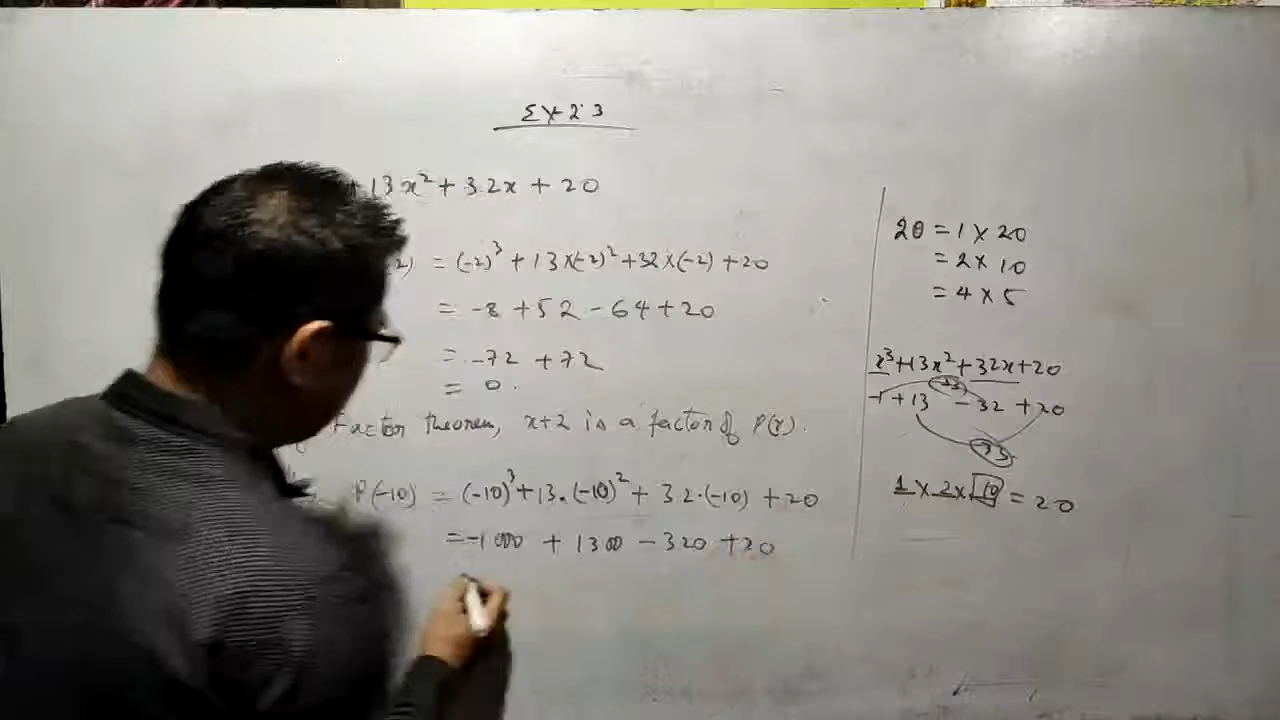 Ex-2.3
13x² + 32x + 20
2) = (-2)³ + 13×(-2)² + 32×(-2) + 20
= -8 + 52 - 64 + 20
= -72 + 72
= 0.
Factor theorem, x+2 is a factor of P(x).
P(-10) = (-10)³ + 13.(-10)² + 32.(-10) + 20
= -1000 + 1300 - 320 + 20
20 = 1 × 20
= 2 × 10
= 4 × 5
x³ + 13x² + 32x + 20
-1 + 13 - 32 + 20
1 × 2 × 10 = 20